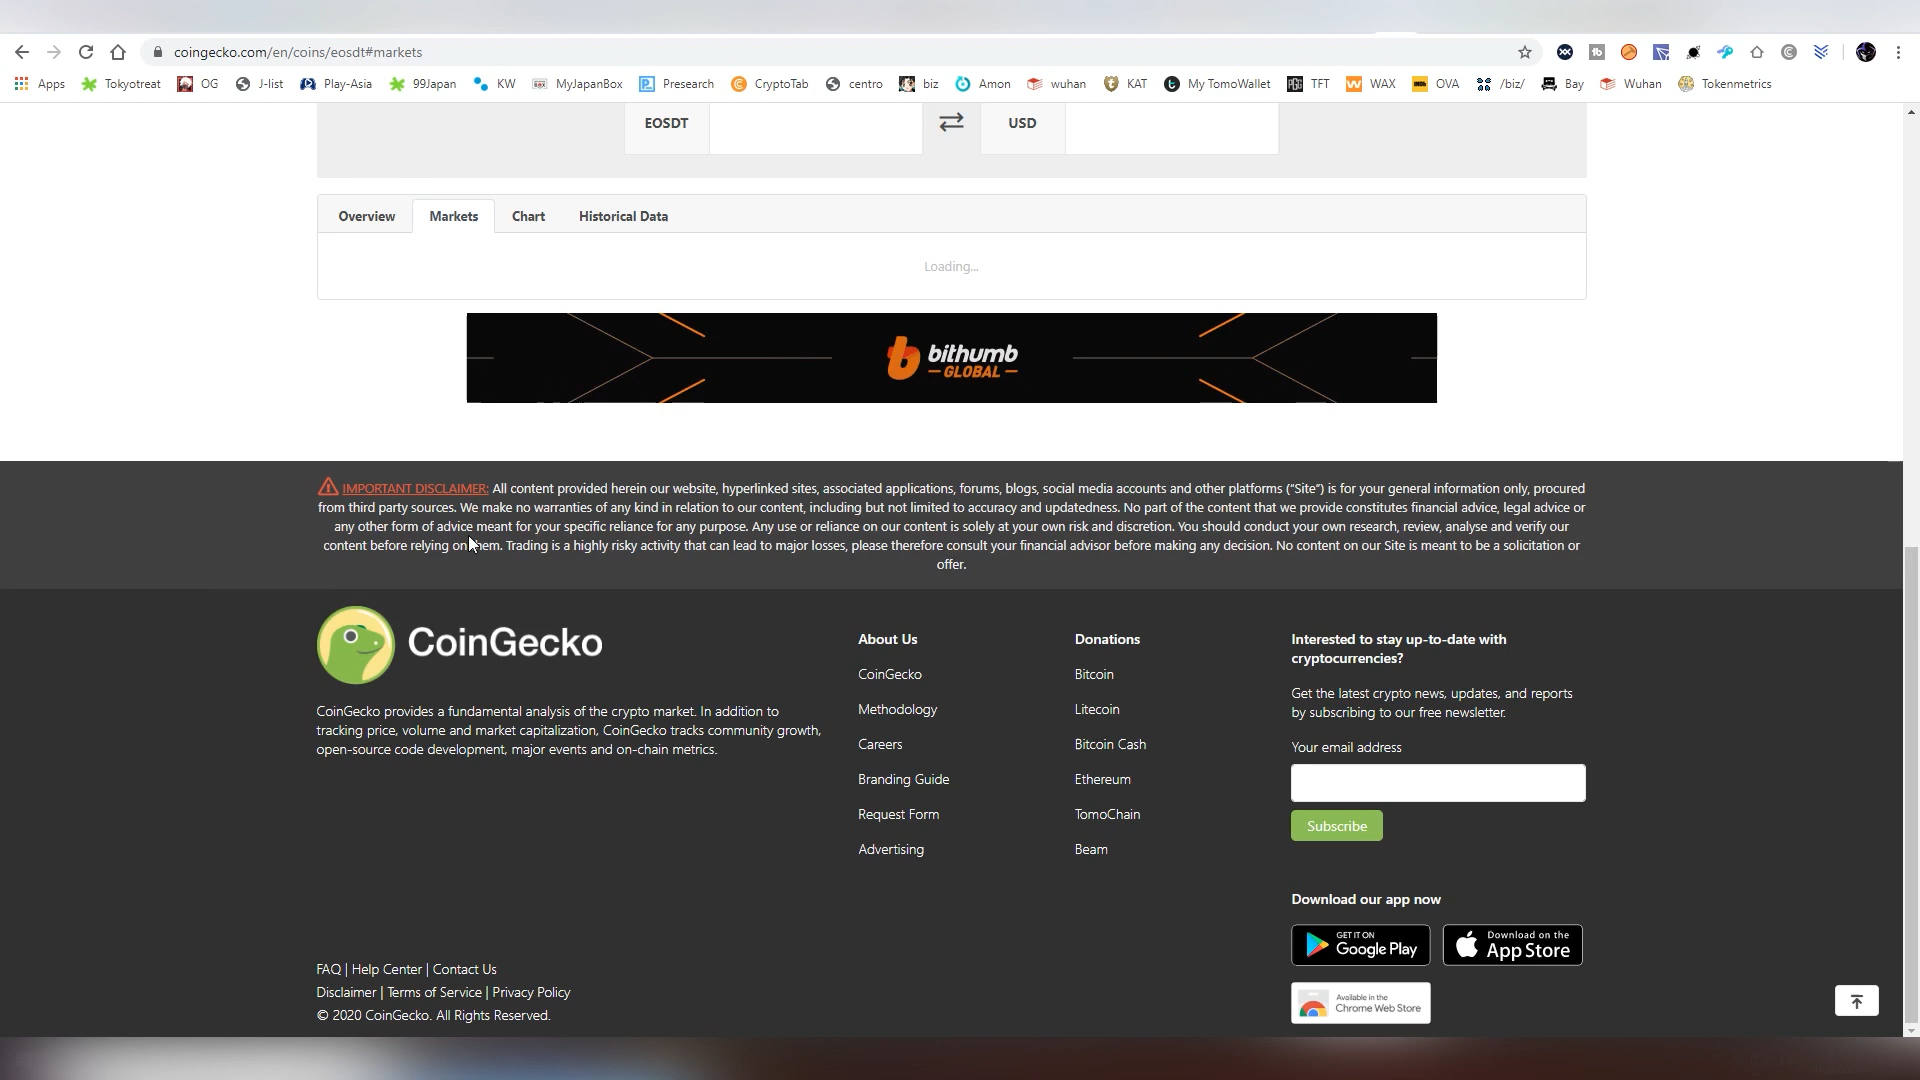 coingecko.com/en/coins/eosdt#markets
Apps Tokyotreat OG J-list Play-Asia 99Japan KW MyJapanBox Presearch CryptoTab centro biz Amon wuhan KAT My TomoWallet TFT WAX OVA /biz/ Bay Wuhan Tokenmetrics
EOSDT USD
Overview Markets Chart Historical Data
Loading...
bithumb
GLOBAL
IMPORTANT DISCLAIMER: All content provided herein our website, hyperlinked sites, associated applications, forums, blogs, social media accounts and other platforms ("Site") is for your general information only, procured
from third party sources. We make no warranties of any kind in relation to our content, including but not limited to accuracy and updatedness. No part of the content that we provide constitutes financial advice, legal advice or
any other form of advice meant for your specific reliance for any purpose. Any use or reliance on our content is solely at your own risk and discretion. You should conduct your own research, review, analyse and verify our
content before relying on them. Trading is a highly risky activity that can lead to major losses, please therefore consult your financial advisor before making any decision. No content on our Site is meant to be a solicitation or
offer.
CoinGecko
CoinGecko provides a fundamental analysis of the crypto market. In addition to
tracking price, volume and market capitalization, CoinGecko tracks community growth,
open-source code development, major events and on-chain metrics.
About Us
CoinGecko
Methodology
Careers
Branding Guide
Request Form
Advertising
Donations
Bitcoin
Litecoin
Bitcoin Cash
Ethereum
TomoChain
Beam
Interested to stay up-to-date with
cryptocurrencies?
Get the latest crypto news, updates, and reports
by subscribing to our free newsletter.
Your email address
Subscribe
Download our app now
GET IT ON
Google Play
Download on the
App Store
Available in the
Chrome Web Store
FAQ | Help Center | Contact Us
Disclaimer | Terms of Service | Privacy Policy
© 2020 CoinGecko. All Rights Reserved.